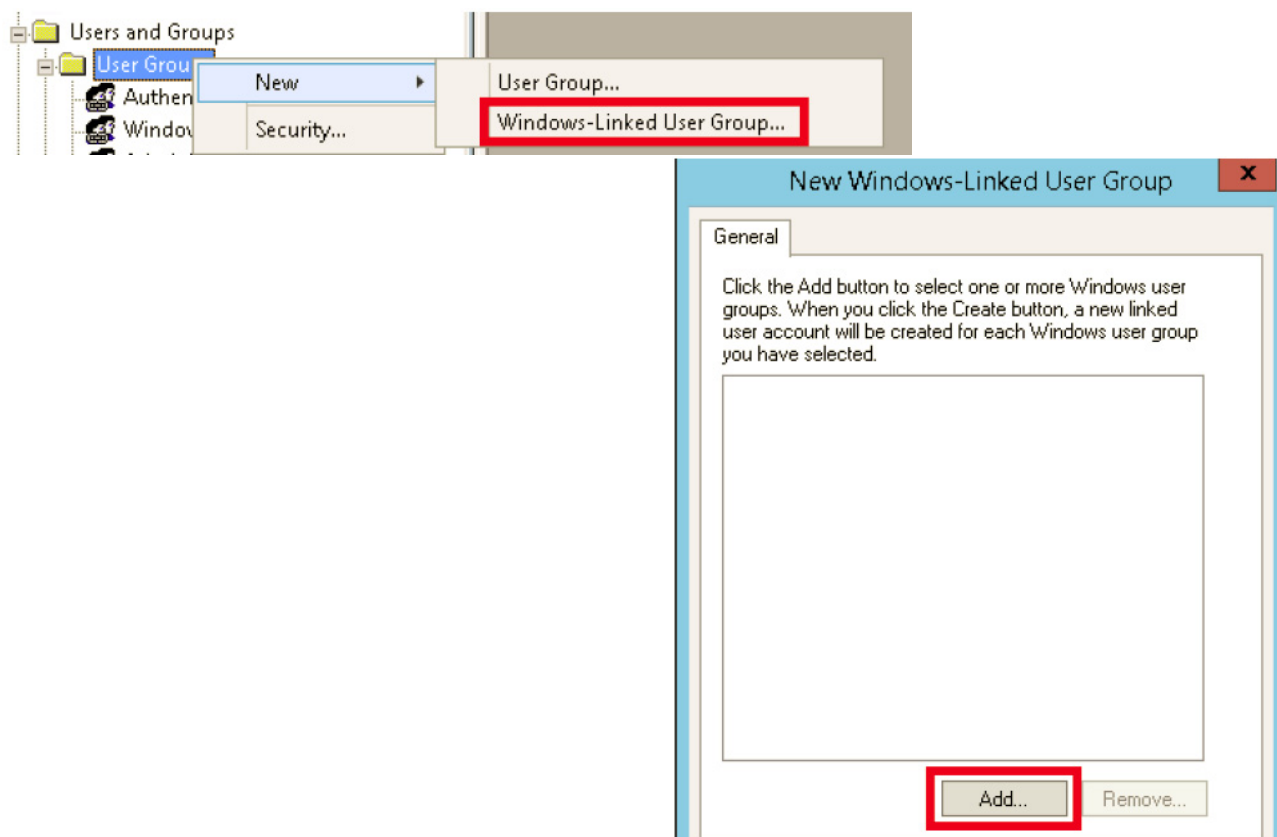 Users and Groups
User Grou
New
User Group...
Authen
Windows-Linked User Group...
Window
Security...
New Windows-Linked User Group
x
General
Click the Add button to select one or more Windows user
groups. When you click the Create button, a new linked
user account will be created for each Windows user group
you have selected.
Add...
Remove...